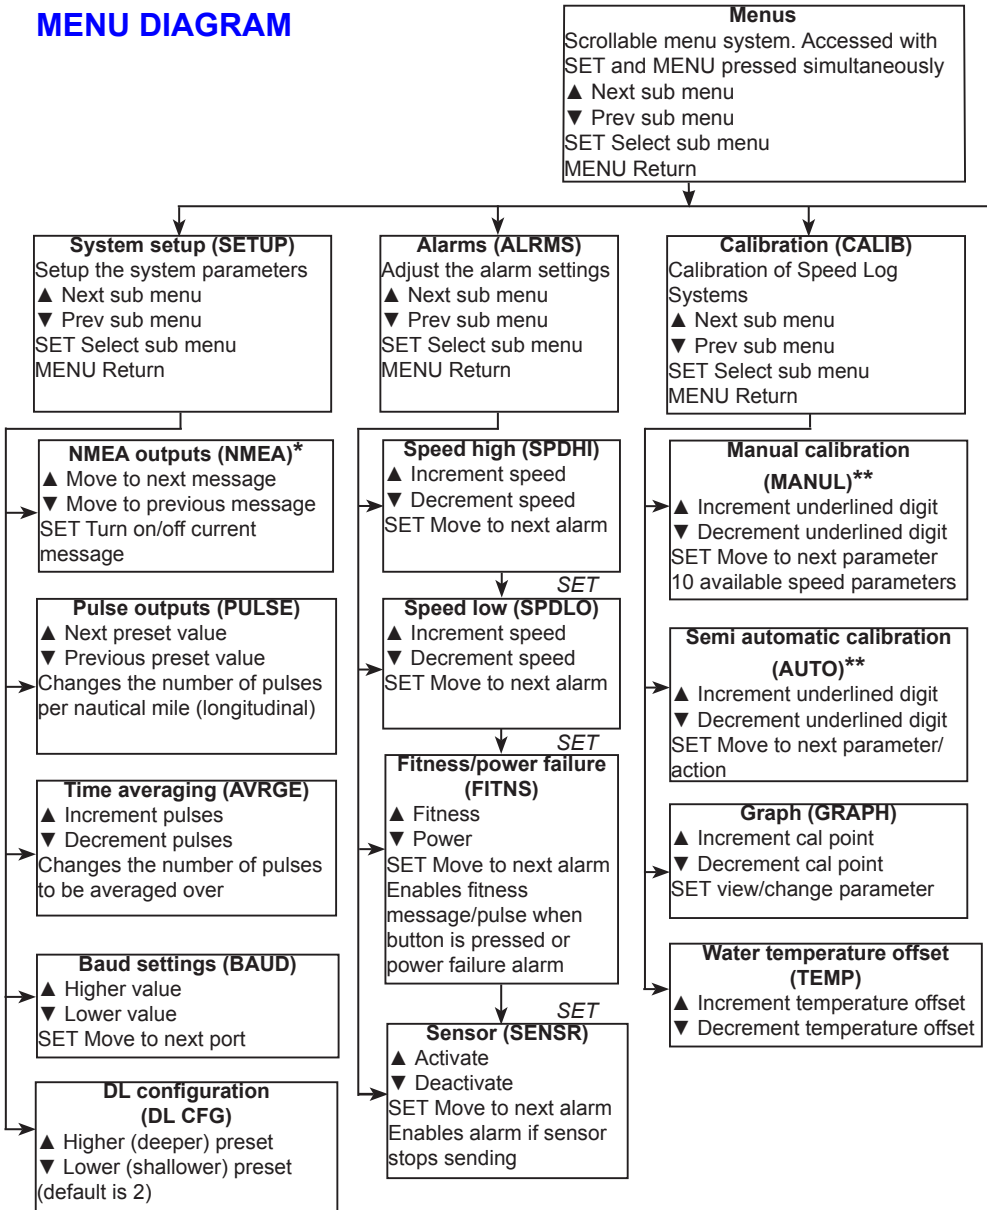 MENU DIAGRAM
Menus
Scrollable menu system. Accessed with
SET and MENU pressed simultaneously
▲ Next sub menu
▼ Prev sub menu
SET Select sub menu
MENU Return
System setup (SETUP)
Setup the system parameters
▲ Next sub menu
▼ Prev sub menu
SET Select sub menu
MENU Return
NMEA outputs (NMEA)*
▲ Move to next message
▼ Move to previous message
SET Turn on/off current
message
Pulse outputs (PULSE)
▲ Next preset value
▼ Previous preset value
Changes the number of pulses
per nautical mile (longitudinal)
Time averaging (AVRGE)
▲ Increment pulses
▼ Decrement pulses
Changes the number of pulses
to be averaged over
Baud settings (BAUD)
▲ Higher value
▼ Lower value
SET Move to next port
DL configuration
(DL CFG)
▲ Higher (deeper) preset
▼ Lower (shallower) preset
(default is 2)
Alarms (ALRMS)
Adjust the alarm settings
▲ Next sub menu
▼ Prev sub menu
SET Select sub menu
MENU Return
Speed high (SPDHI)
▲ Increment speed
▼ Decrement speed
SET Move to next alarm
SET
Speed low (SPDLO)
▲ Increment speed
▼ Decrement speed
SET Move to next alarm
SET
Fitness/power failure
(FITNS)
▲ Fitness
▼ Power
SET Move to next alarm
Enables fitness
message/pulse when
button is pressed or
power failure alarm
SET
Sensor (SENSR)
▲ Activate
▼ Deactivate
SET Move to next alarm
Enables alarm if sensor
stops sending
Calibration (CALIB)
Calibration of Speed Log
Systems
▲ Next sub menu
▼ Prev sub menu
SET Select sub menu
MENU Return
Manual calibration
(MANUL)**
▲ Increment underlined digit
▼ Decrement underlined digit
SET Move to next parameter
10 available speed parameters
Semi automatic calibration
(AUTO)**
▲ Increment underlined digit
▼ Decrement underlined digit
SET Move to next parameter/
action
Graph (GRAPH)
▲ Increment cal point
▼ Decrement cal point
SET view/change parameter
Water temperature offset
(TEMP)
▲ Increment temperature offset
▼ Decrement temperature offset